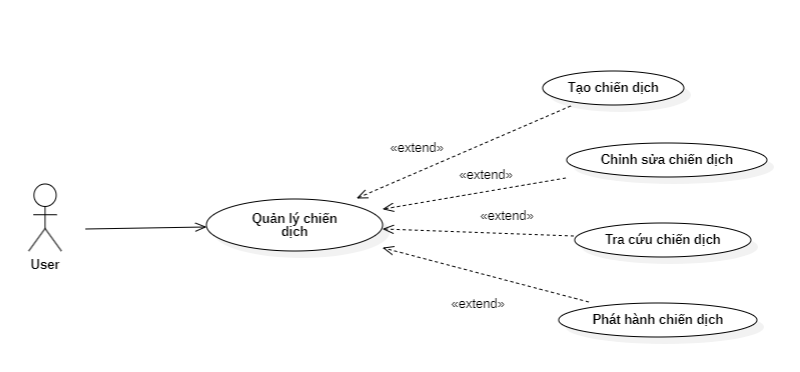 Tạo chiến dịch
«extend»
Chỉnh sửa chiến dịch
«extend»
Quản lý chiến
dịch
«extend»
Tra cứu chiến dịch
User
«extend»
Phát hành chiến dịch